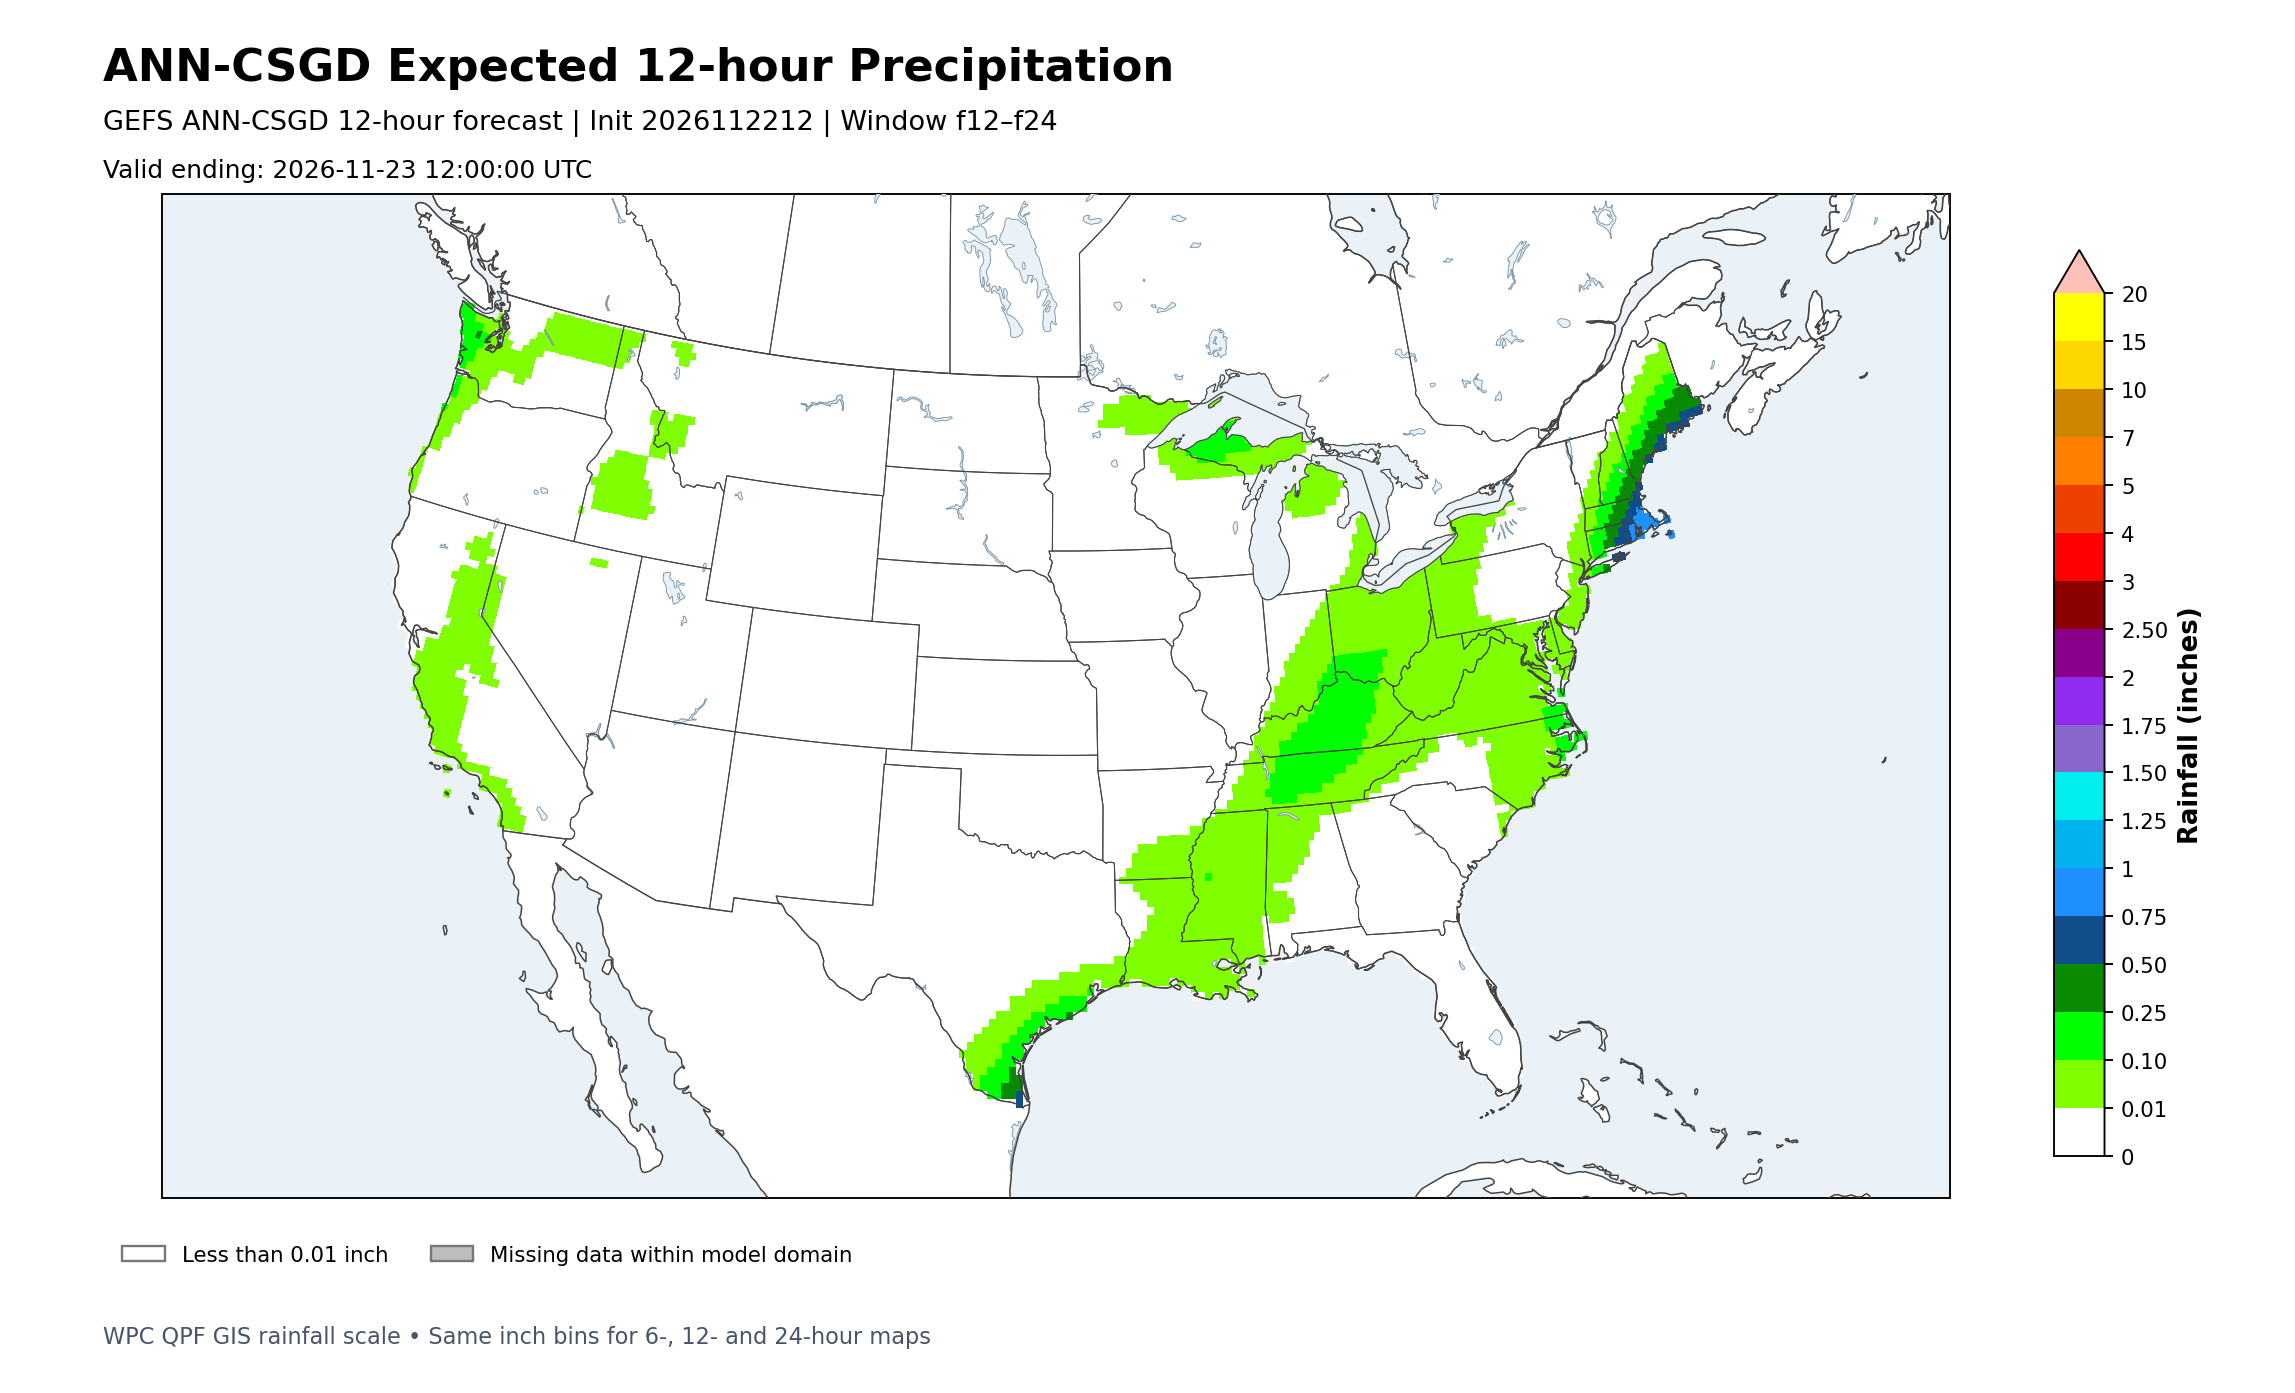 ANN-CSGD Expected 12-hour Precipitation
GEFS ANN-CSGD 12-hour forecast | Init 2026112212 | Window f12–f24
Valid ending: 2026-11-23 12:00:00 UTC
20
15
10
7
5
4
3
2.50
2
1.75
1.50
1.25
1
0.75
0.50
0.25
0.10
0.01
0
Rainfall (inches)
Less than 0.01 inch
Missing data within model domain
WPC QPF GIS rainfall scale • Same inch bins for 6-, 12- and 24-hour maps